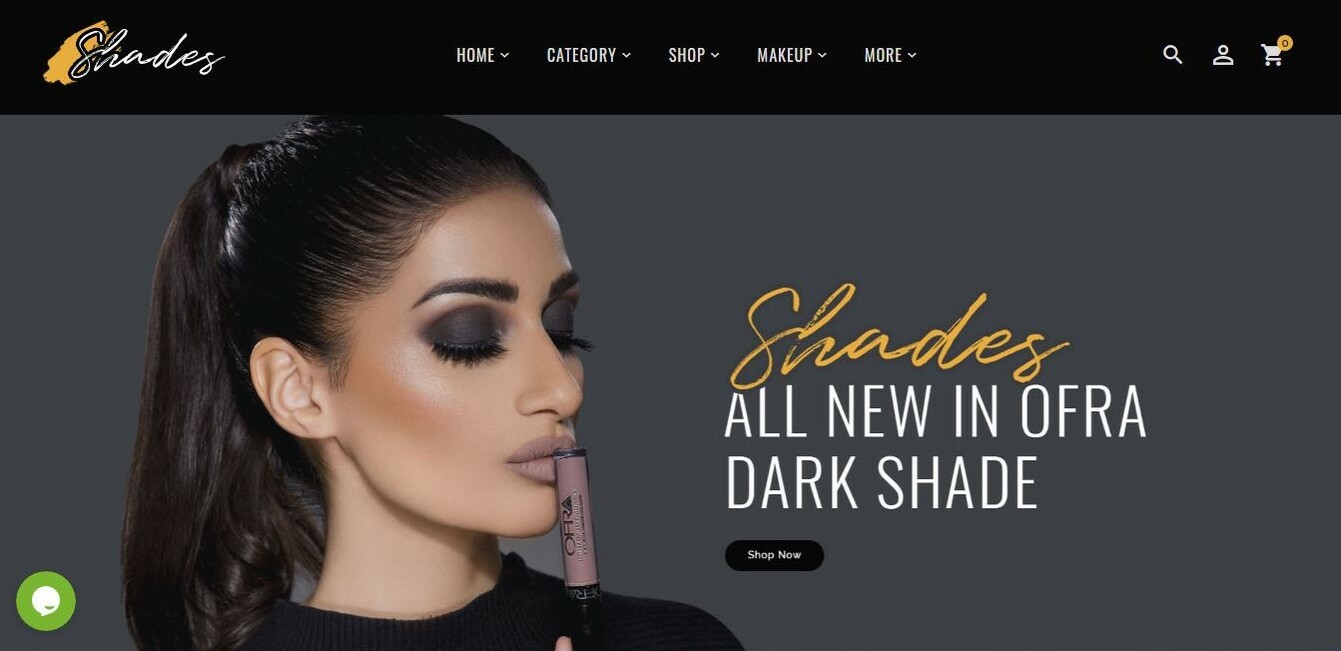 Shades
HOME
CATEGORY
SHOP
MAKEUP
MORE
0
Shades
ALL NEW IN OFRA
DARK SHADE
Shop Now
OFRA